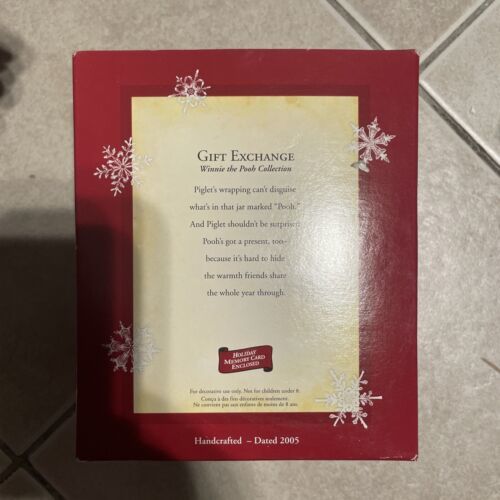 GIFT EXCHANGE
Winnie the Pooh Collection
Piglet's wrapping can't disguise
what's in that jar marked "Pooh."
And Piglet shouldn't be surprised
Pooh's got a present, too–
because it's hard to hide
the warmth friends share
the whole year through.
HOLIDAY
MEMORY CARD
ENCLOSED
For decorative use only. Not for children under 8.
Conçu à des fins décoratives seulement.
Ne convient pas aux enfants de moins de 8 ans.
Handcrafted – Dated 2005